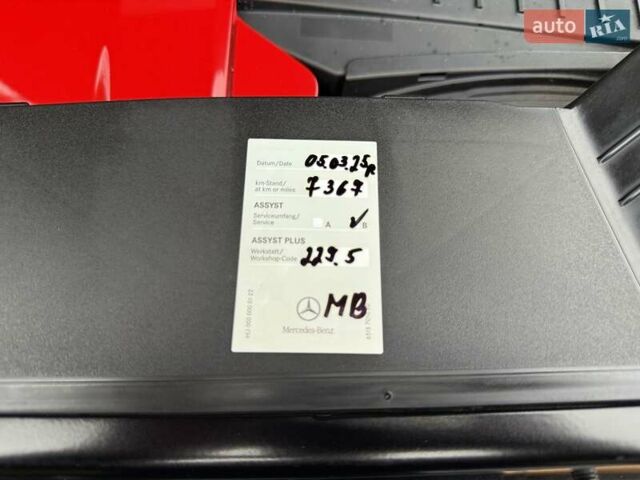 auto RIA
.com
Datum/Date 05.03.25р
km-Stand/
at km or miles 7367
ASSYST
Serviceumfang/
Service A ✓ B
ASSYST PLUS
Werkstatt/
Workshop-Code 229.5
MB
Mercedes-Benz